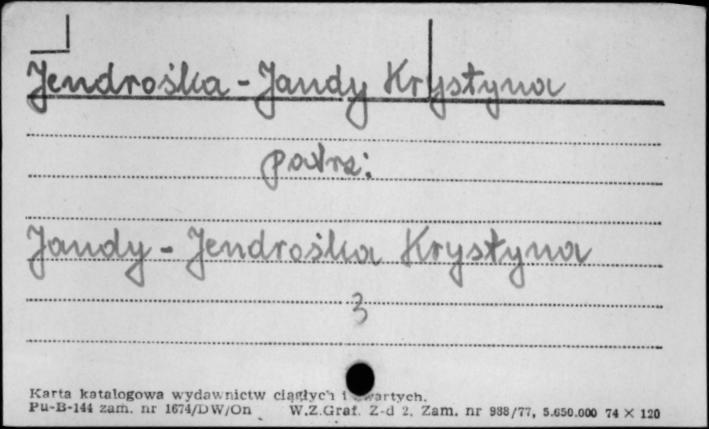 Jendrośka - Jandy Krystyna
patrz:
Jandy - Jendrośka Krystyna
3
Karta katalogowa wydawnictw ciągłych i zwartych.
Pu-B-144 zam. nr 1674/DW/On W.Z.Graf. Z-d 2, Zam. nr 988/77, 5.650.000 74 × 120